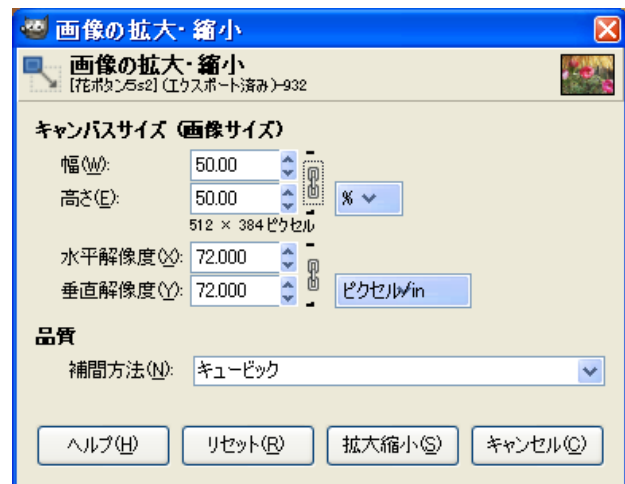 画像の拡大・縮小
画像の拡大・縮小
[花ボタン5s2] (エクスポート済み)-932
キャンバスサイズ (画像サイズ)
幅(W): 50.00
高さ(E): 50.00 %
512 × 384 ピクセル
水平解像度(X): 72.000
垂直解像度(Y): 72.000 ピクセル/in
品質
補間方法(N): キュービック
ヘルプ(H) リセット(R) 拡大縮小(S) キャンセル(C)